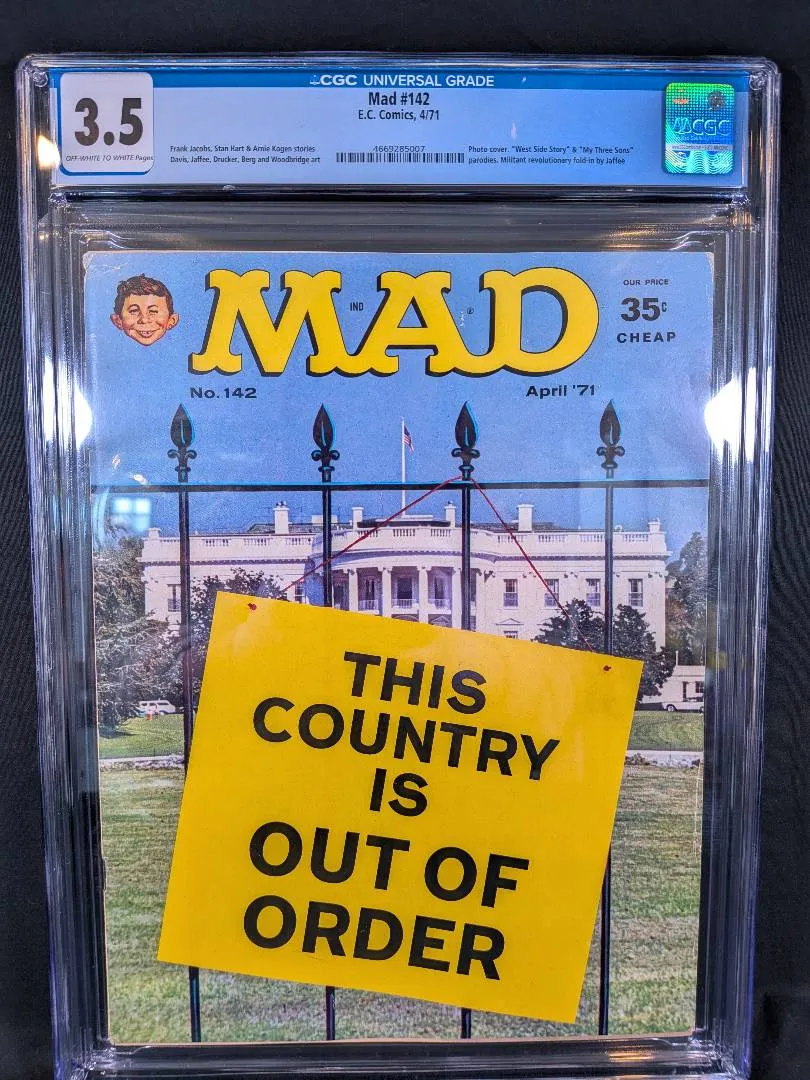 CGC UNIVERSAL GRADE
3.5
OFF-WHITE TO WHITE Pages
Mad #142
E.C. Comics, 4/71
Frank Jacobs, Stan Hart & Arnie Kogen stories
Davis, Jaffee, Drucker, Berg and Woodbridge art
4669285007
Photo cover. "West Side Story" & "My Three Sons"
parodies. Militant revolutionary fold-in by Jaffee
CGC
MAD
IND
®
OUR PRICE
35¢
CHEAP
No. 142
April '71
THIS
COUNTRY
IS
OUT OF
ORDER